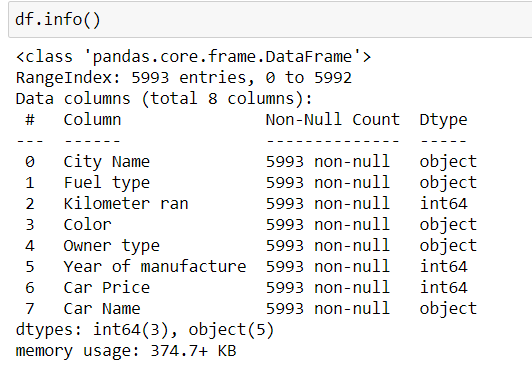 df.info()
<class 'pandas.core.frame.DataFrame'>
RangeIndex: 5993 entries, 0 to 5992
Data columns (total 8 columns):
 #   Column               Non-Null Count  Dtype
---  ------               --------------  -----
 0   City Name            5993 non-null   object
 1   Fuel type            5993 non-null   object
 2   Kilometer ran        5993 non-null   int64
 3   Color                5993 non-null   object
 4   Owner type           5993 non-null   object
 5   Year of manufacture  5993 non-null   int64
 6   Car Price            5993 non-null   int64
 7   Car Name             5993 non-null   object
dtypes: int64(3), object(5)
memory usage: 374.7+ KB